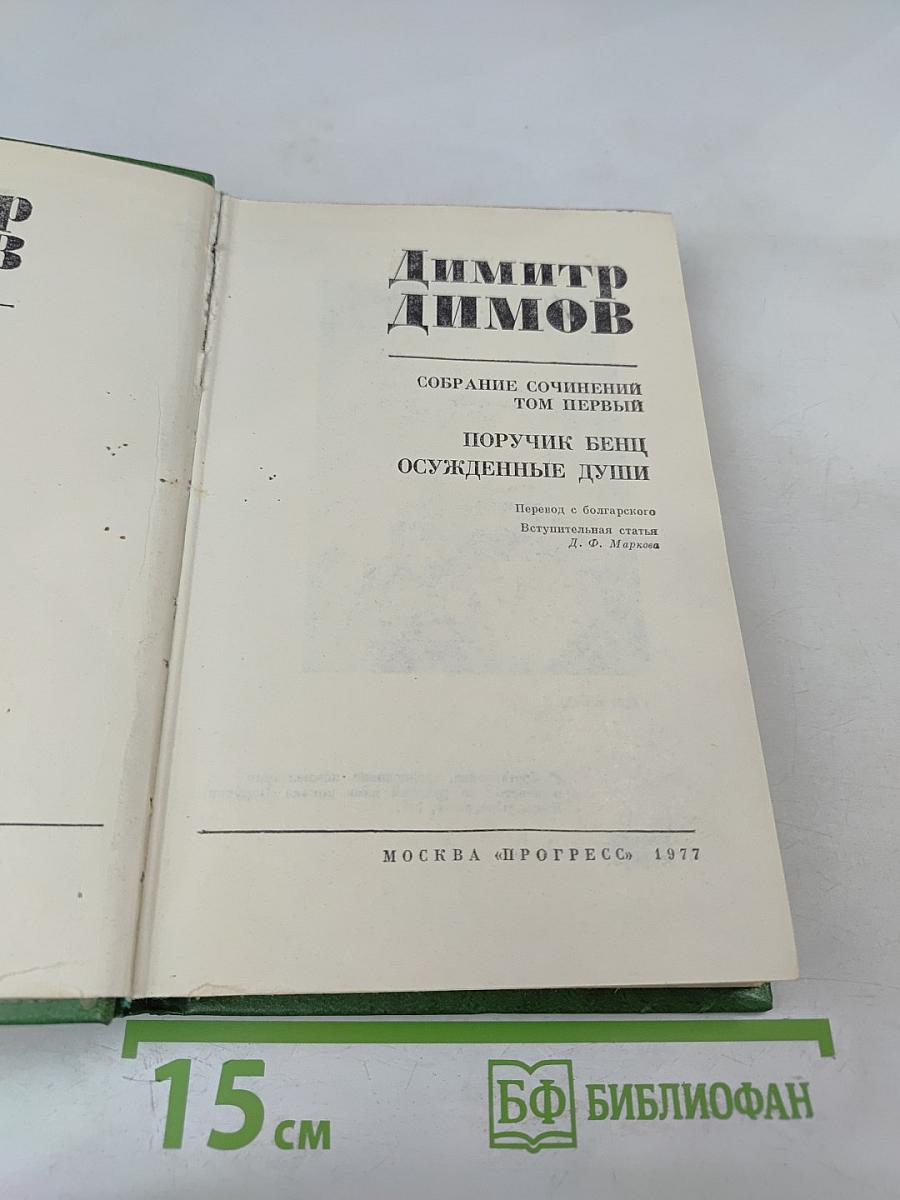 р
в
Димитр
ДИМОВ
СОБРАНИЕ СОЧИНЕНИЙ
ТОМ ПЕРВЫЙ
ПОРУЧИК БЕНЦ
ОСУЖДЕННЫЕ ДУШИ
Перевод с болгарского
Вступительная статья
Д. Ф. Маркова
МОСКВА «ПРОГРЕСС» 1977
15 см
БФ БИБЛИОФАН